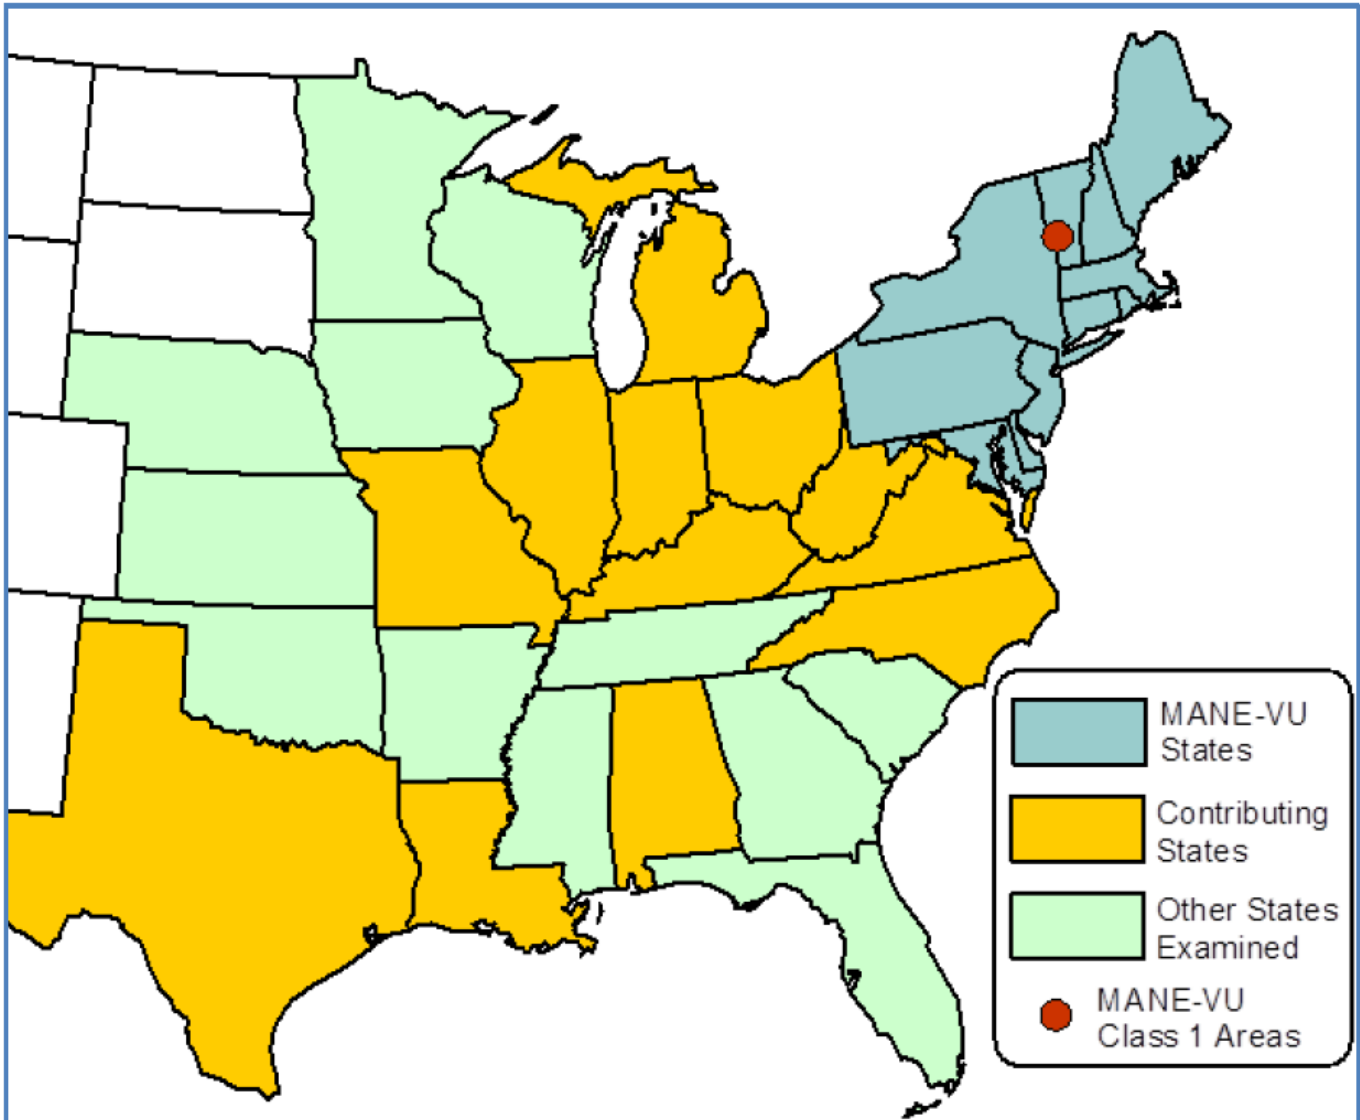 MANE-VU
States
Contributing
States
Other States
Examined
MANE-VU
Class 1 Areas